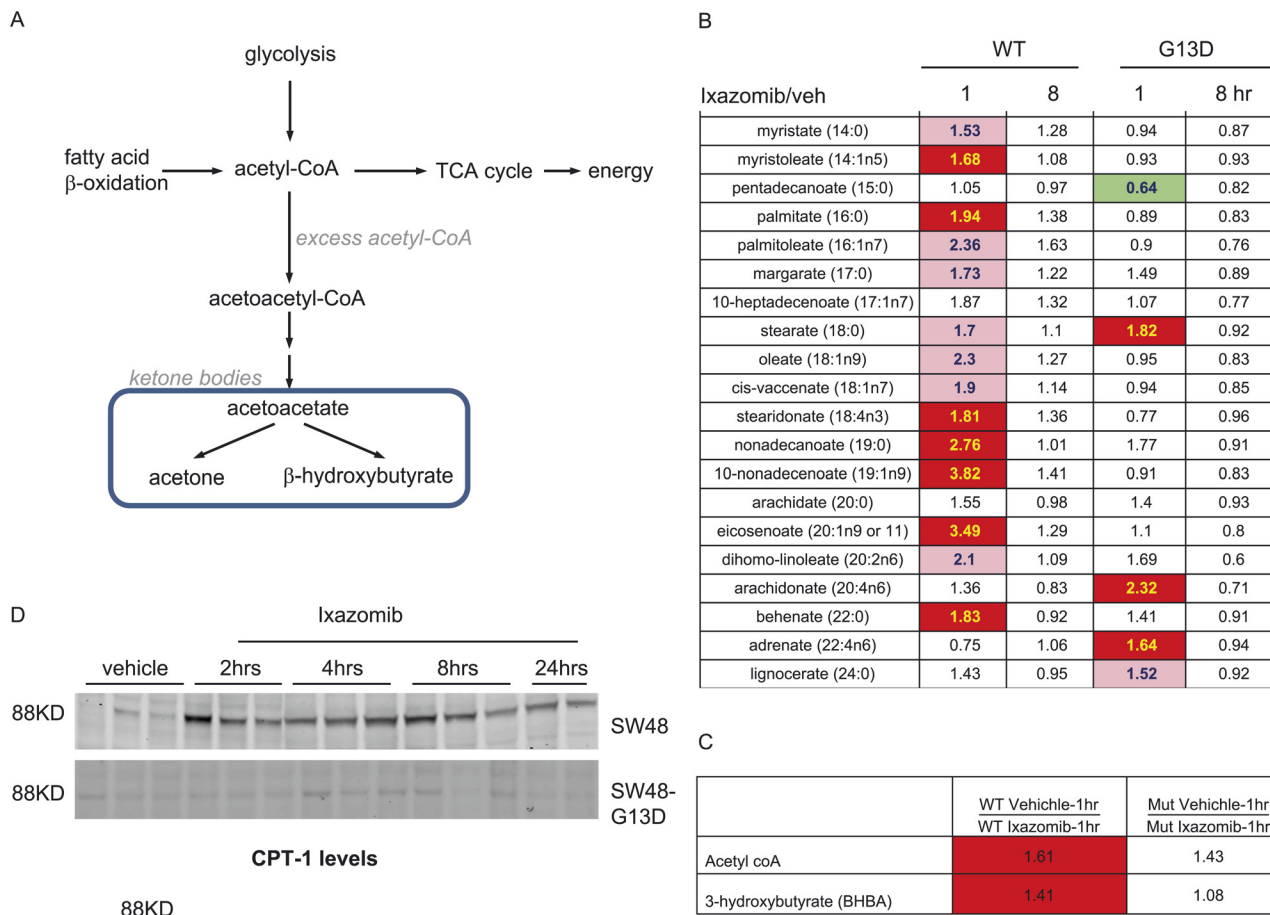 A
glycolysis
fatty acid
β-oxidation
acetyl-CoA
TCA cycle
energy
excess acetyl-CoA
acetoacetyl-CoA
ketone bodies
acetoacetate
acetone
β-hydroxybutyrate
B
WT G13D
Ixazomib/veh 1 8 1 8 hr
myristate (14:0) 1.53 1.28 0.94 0.87
myristoleate (14:1n5) 1.68 1.08 0.93 0.93
pentadecanoate (15:0) 1.05 0.97 0.64 0.82
palmitate (16:0) 1.94 1.38 0.89 0.83
palmitoleate (16:1n7) 2.36 1.63 0.9 0.76
margarate (17:0) 1.73 1.22 1.49 0.89
10-heptadecenoate (17:1n7) 1.87 1.32 1.07 0.77
stearate (18:0) 1.7 1.1 1.82 0.92
oleate (18:1n9) 2.3 1.27 0.95 0.83
cis-vaccenate (18:1n7) 1.9 1.14 0.94 0.85
stearidonate (18:4n3) 1.81 1.36 0.77 0.96
nonadecanoate (19:0) 2.76 1.01 1.77 0.91
10-nonadecenoate (19:1n9) 3.82 1.41 0.91 0.83
arachidate (20:0) 1.55 0.98 1.4 0.93
eicosenoate (20:1n9 or 11) 3.49 1.29 1.1 0.8
dihomo-linoleate (20:2n6) 2.1 1.09 1.69 0.6
arachidonate (20:4n6) 1.36 0.83 2.32 0.71
behenate (22:0) 1.83 0.92 1.41 0.91
adrenate (22:4n6) 0.75 1.06 1.64 0.94
lignocerate (24:0) 1.43 0.95 1.52 0.92
D
Ixazomib
vehicle 2hrs 4hrs 8hrs 24hrs
88KD SW48
88KD SW48-
G13D
CPT-1 levels
88KD
C
WT Vehichle-1hr Mut Vehichle-1hr
WT Ixazomib-1hr Mut Ixazomib-1hr
Acetyl coA 1.61 1.43
3-hydroxybutyrate (BHBA) 1.41 1.08